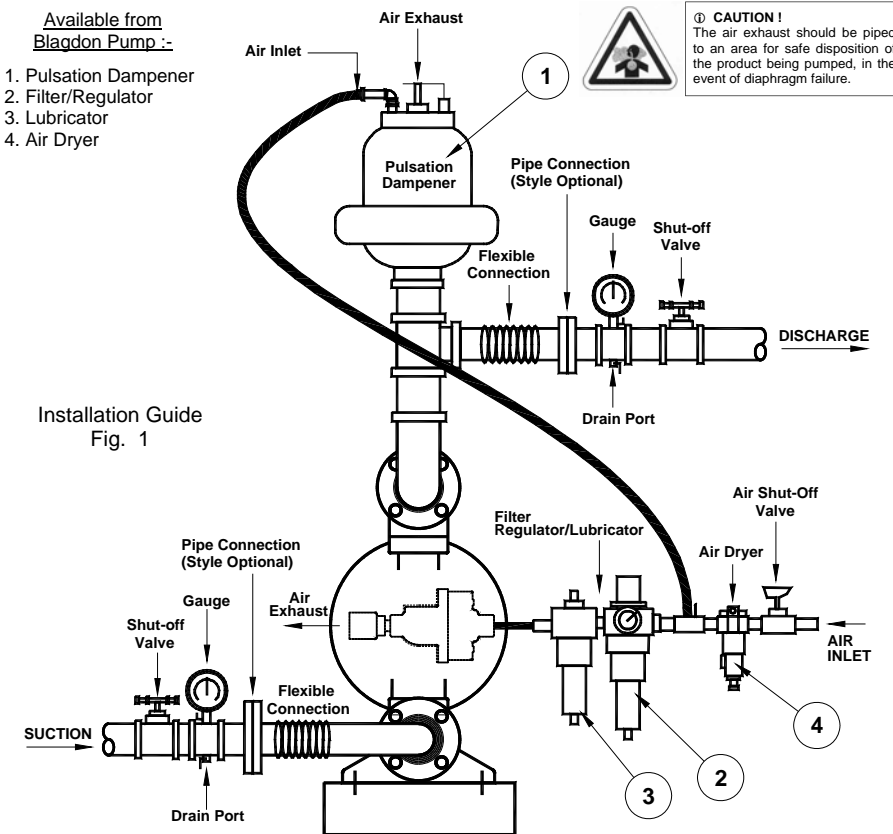 Available from
Blagdon Pump :-
1. Pulsation Dampener
2. Filter/Regulator
3. Lubricator
4. Air Dryer
Air Exhaust
Air Inlet
1
ⓘ CAUTION !
The air exhaust should be piped
to an area for safe disposition of
the product being pumped, in the
event of diaphragm failure.
Pulsation
Dampener
Pipe Connection
(Style Optional)
Gauge
Shut-off
Valve
Flexible
Connection
DISCHARGE
Drain Port
Installation Guide
Fig. 1
Air Shut-Off
Valve
Filter
Regulator/Lubricator
Air Dryer
Pipe Connection
(Style Optional)
Air
Exhaust
Gauge
Shut-off
Valve
AIR
INLET
Flexible
Connection
SUCTION
4
2
3
Drain Port